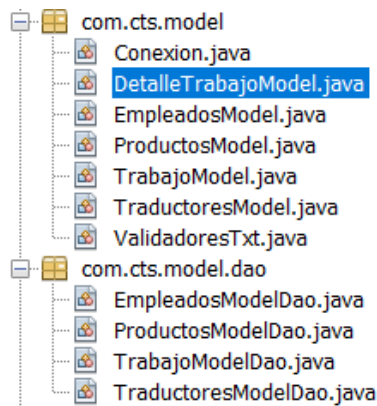 com.cts.model
Conexion.java
DetalleTrabajoModel.java
EmpleadosModel.java
ProductosModel.java
TrabajoModel.java
TraductoresModel.java
ValidadoresTxt.java
com.cts.model.dao
EmpleadosModelDao.java
ProductosModelDao.java
TrabajoModelDao.java
TraductoresModelDao.java